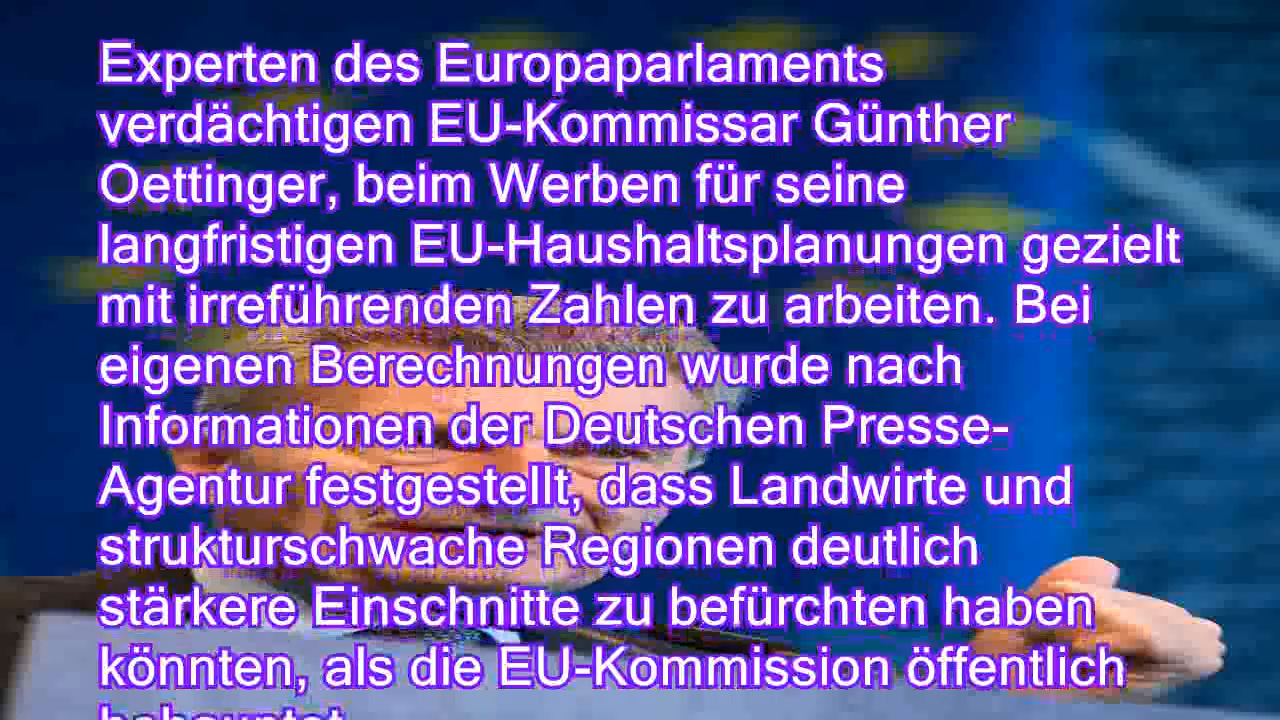 Experten des Europaparlaments
verdächtigen EU-Kommissar Günther
Oettinger, beim Werben für seine
langfristigen EU-Haushaltsplanungen gezielt
mit irreführenden Zahlen zu arbeiten. Bei
eigenen Berechnungen wurde nach
Informationen der Deutschen Presse-
Agentur festgestellt, dass Landwirte und
strukturschwache Regionen deutlich
stärkere Einschnitte zu befürchten haben
könnten, als die EU-Kommission öffentlich